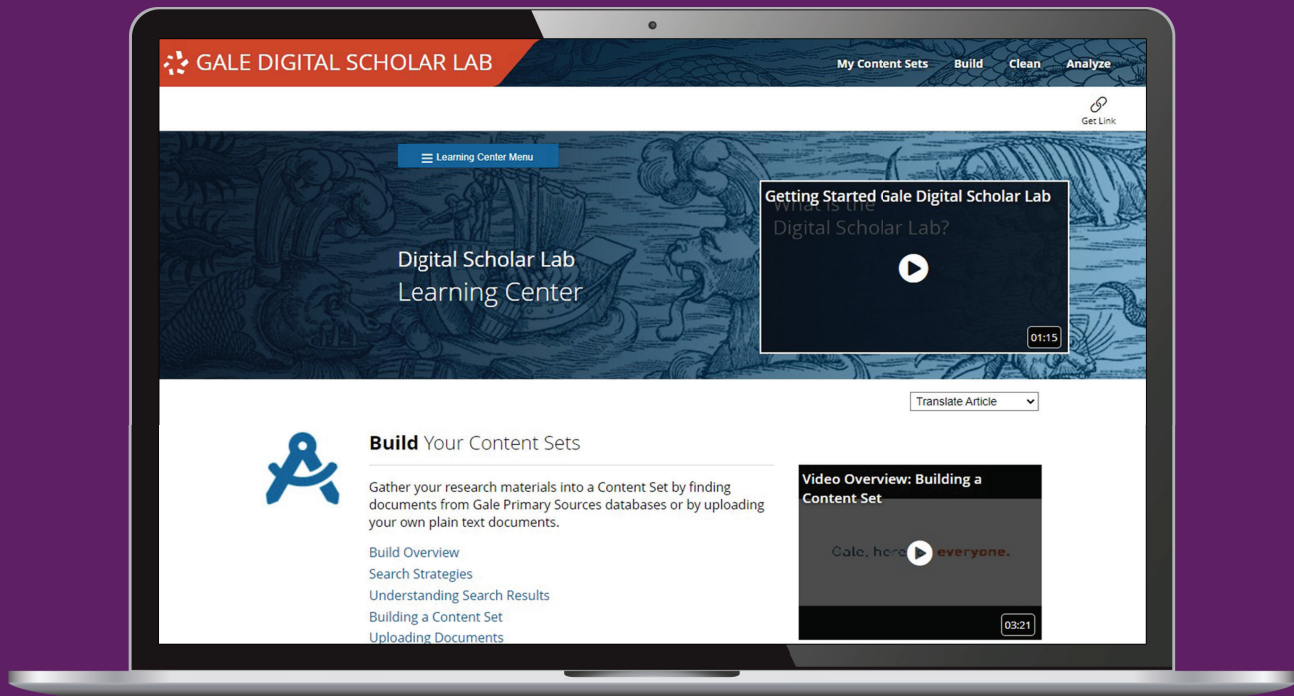 GALE DIGITAL SCHOLAR LAB
My Content Sets Build Clean Analyze
Get Link
Learning Center Menu
Getting Started Gale Digital Scholar Lab
What is the
Digital Scholar Lab?
Digital Scholar Lab
Learning Center
01:15
Translate Article
Build Your Content Sets
Gather your research materials into a Content Set by finding
documents from Gale Primary Sources databases or by uploading
your own plain text documents.
Build Overview
Search Strategies
Understanding Search Results
Building a Content Set
Uploading Documents
Video Overview: Building a
Content Set
Gale, here everyone.
03:21